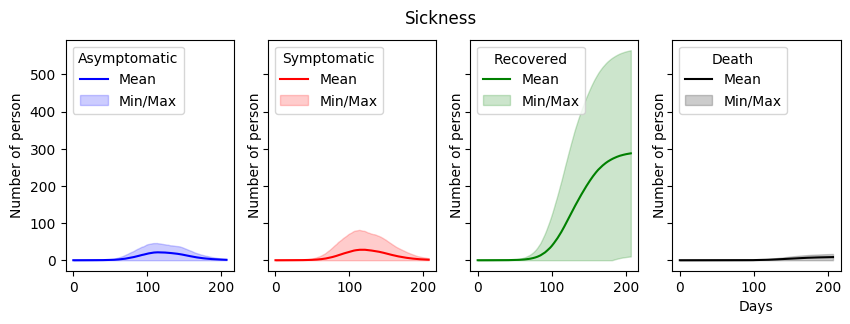 Sickness
Asymptomatic
Mean
Min/Max
Number of person
0
100
200
300
400
500
0
100
200
Symptomatic
Mean
Min/Max
Number of person
0
100
200
Recovered
Mean
Min/Max
Number of person
0
100
200
Death
Mean
Min/Max
Number of person
0
100
200
Days